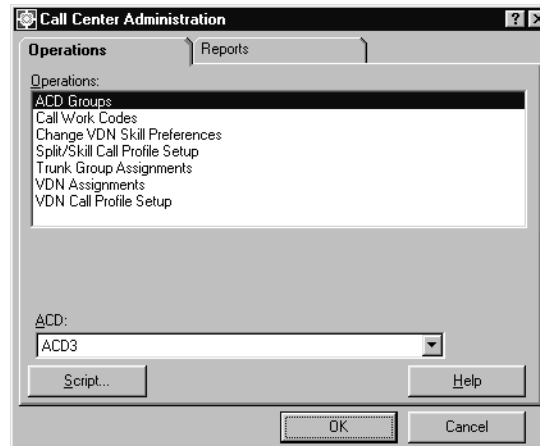 Call Center Administration
Operations
Reports
Operations:
ACD Groups
Call Work Codes
Change VDN Skill Preferences
Split/Skill Call Profile Setup
Trunk Group Assignments
VDN Assignments
VDN Call Profile Setup
ACD:
ACD3
Script...
Help
OK
Cancel